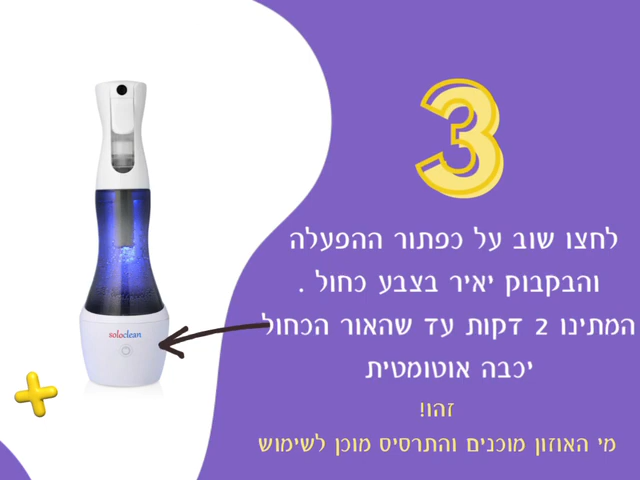 3
לחצו שוב על כפתור ההפעלה
והבקבוק יאיר בצבע כחול .
המתינו 2 דקות עד שהאור הכחול
יכבה אוטומטית
זהו!
מי האוזון מוכנים והתרסיס מוכן לשימוש
soloclean